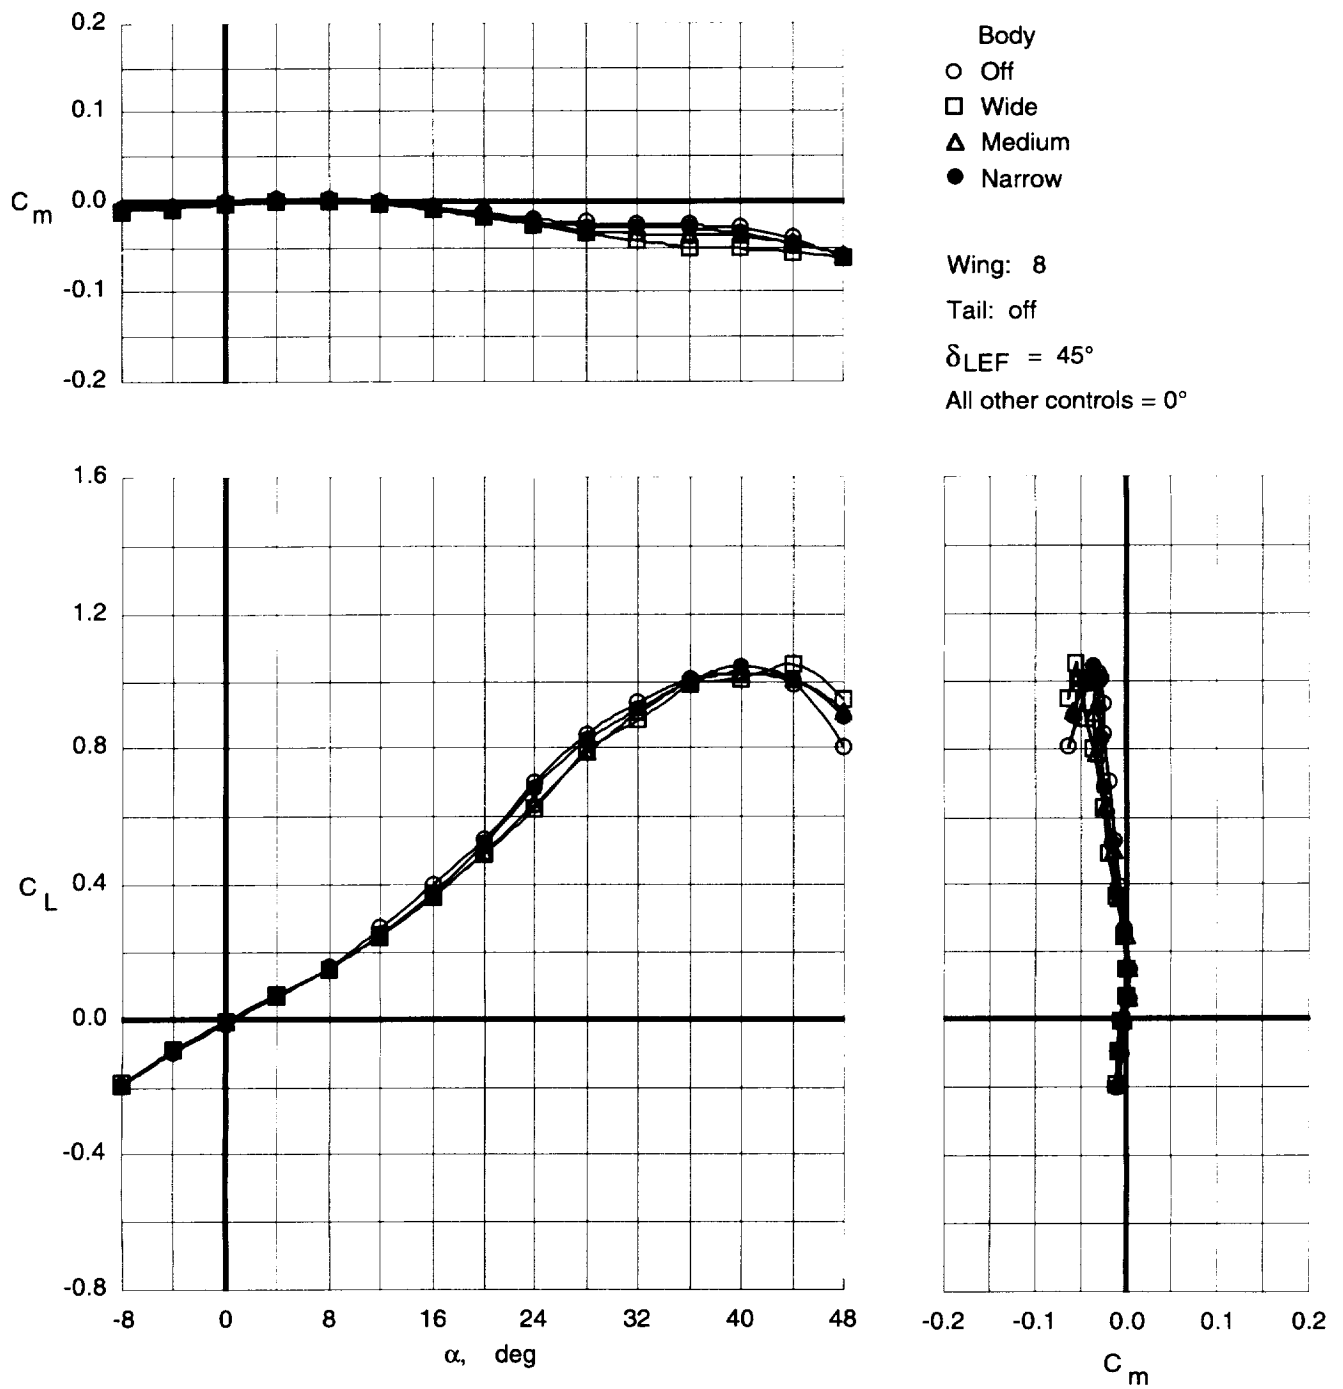 0.2
0.1
C m 0.0
-0.1
-0.2
Body
Off
Wide
Medium
Narrow
Wing: 8
Tail: off
δLEF = 45°
All other controls = 0°
1.6
1.2
0.8
C L 0.4
0.0
-0.4
-0.8
-8 0 8 16 24 32 40 48
α, deg
-0.2 -0.1 0.0 0.1 0.2
C m